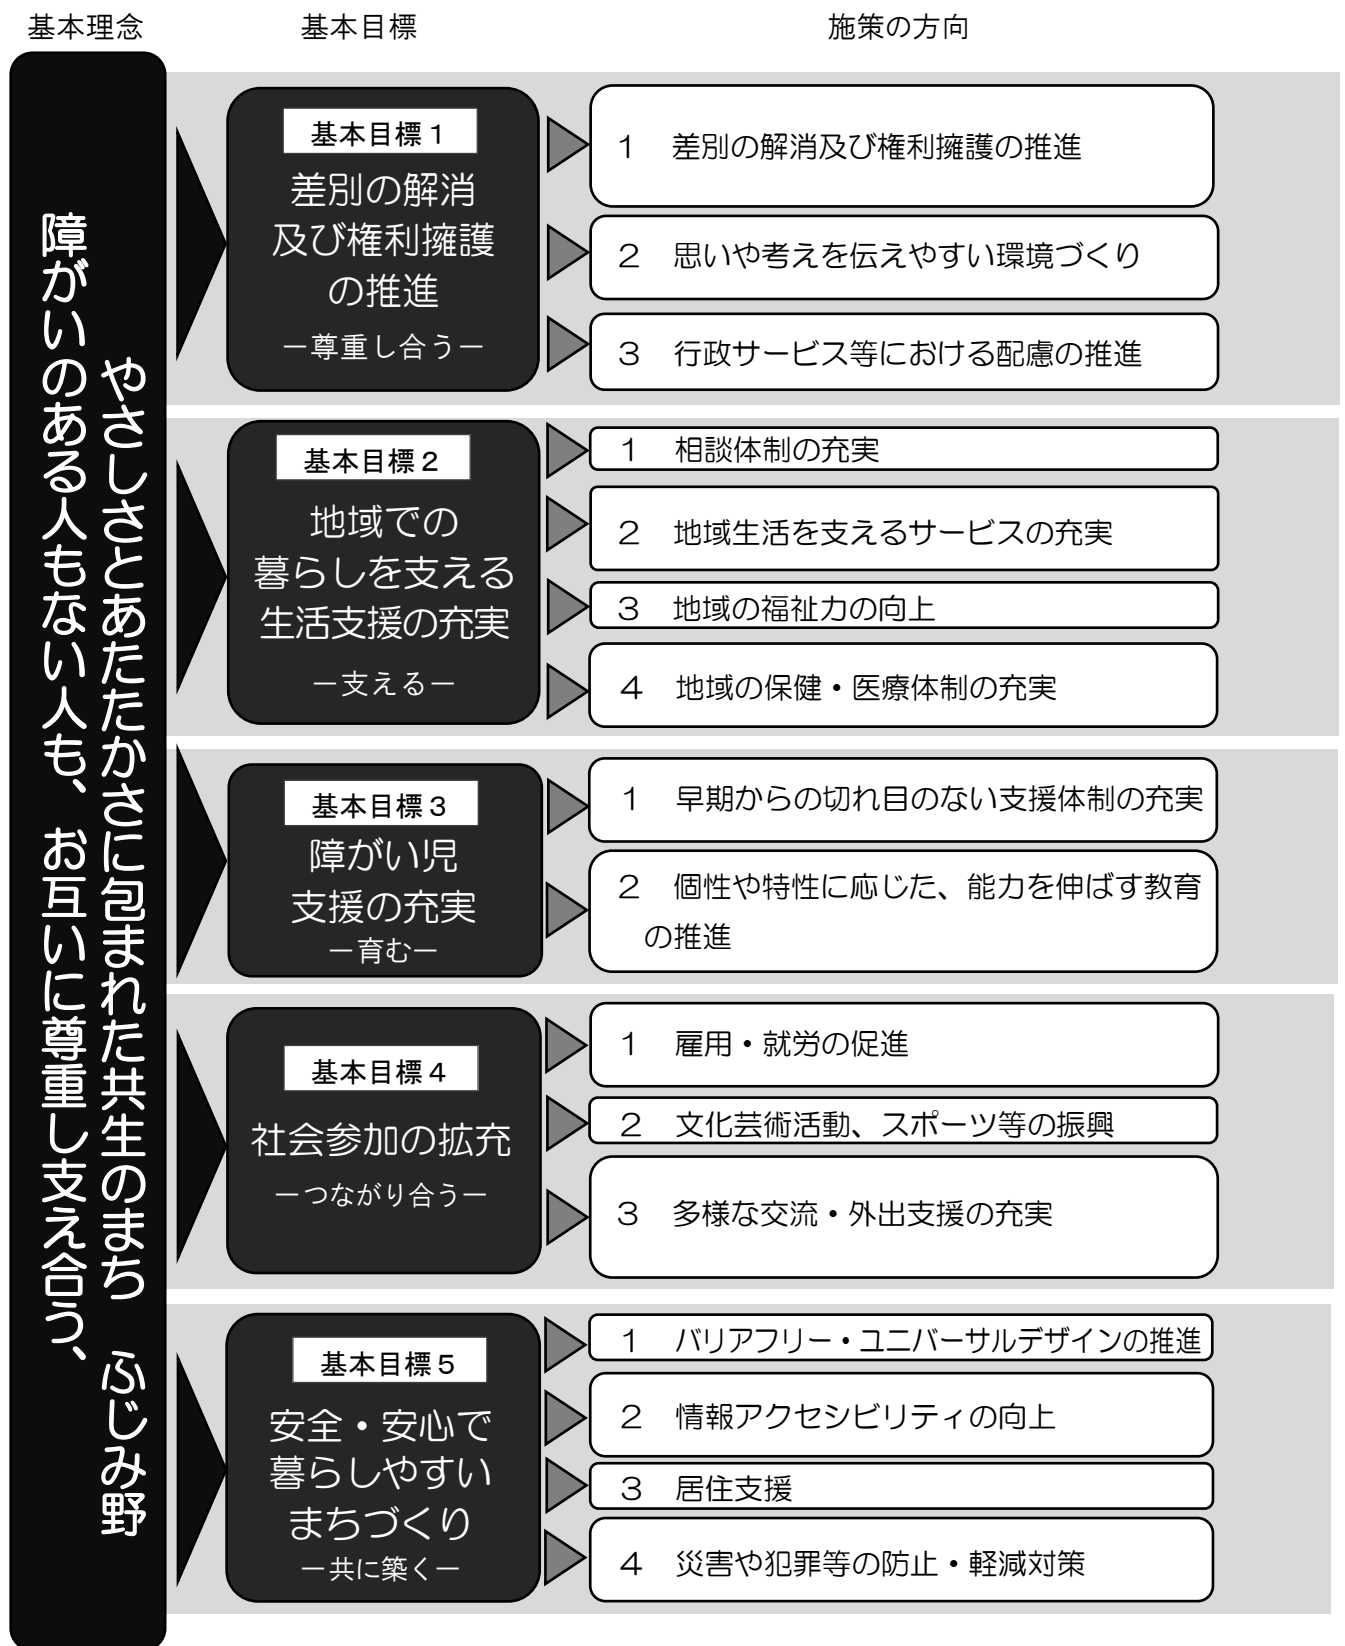 基本理念
基本目標
施策の方向
障がいのある人もない人も、お互いに尊重し支え合う、
やさしさとあたたかさに包まれた共生のまち　ふじみ野
基本目標１
差別の解消
及び権利擁護
の推進
－尊重し合う－
１　差別の解消及び権利擁護の推進
２　思いや考えを伝えやすい環境づくり
３　行政サービス等における配慮の推進
基本目標２
地域での
暮らしを支える
生活支援の充実
－支える－
１　相談体制の充実
２　地域生活を支えるサービスの充実
３　地域の福祉力の向上
４　地域の保健・医療体制の充実
基本目標３
障がい児
支援の充実
－育む－
１　早期からの切れ目のない支援体制の充実
２　個性や特性に応じた、能力を伸ばす教育
の推進
基本目標４
社会参加の拡充
－つながり合う－
１　雇用・就労の促進
２　文化芸術活動、スポーツ等の振興
３　多様な交流・外出支援の充実
基本目標５
安全・安心で
暮らしやすい
まちづくり
－共に築く－
１　バリアフリー・ユニバーサルデザインの推進
２　情報アクセシビリティの向上
３　居住支援
４　災害や犯罪等の防止・軽減対策